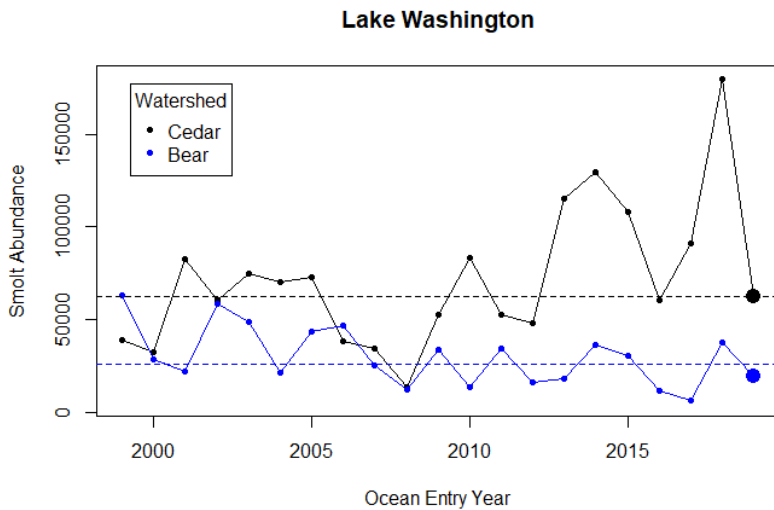 Lake Washington
Watershed
Cedar
Bear
Smolt Abundance
150000
100000
50000
0
2000 2005 2010 2015
Ocean Entry Year